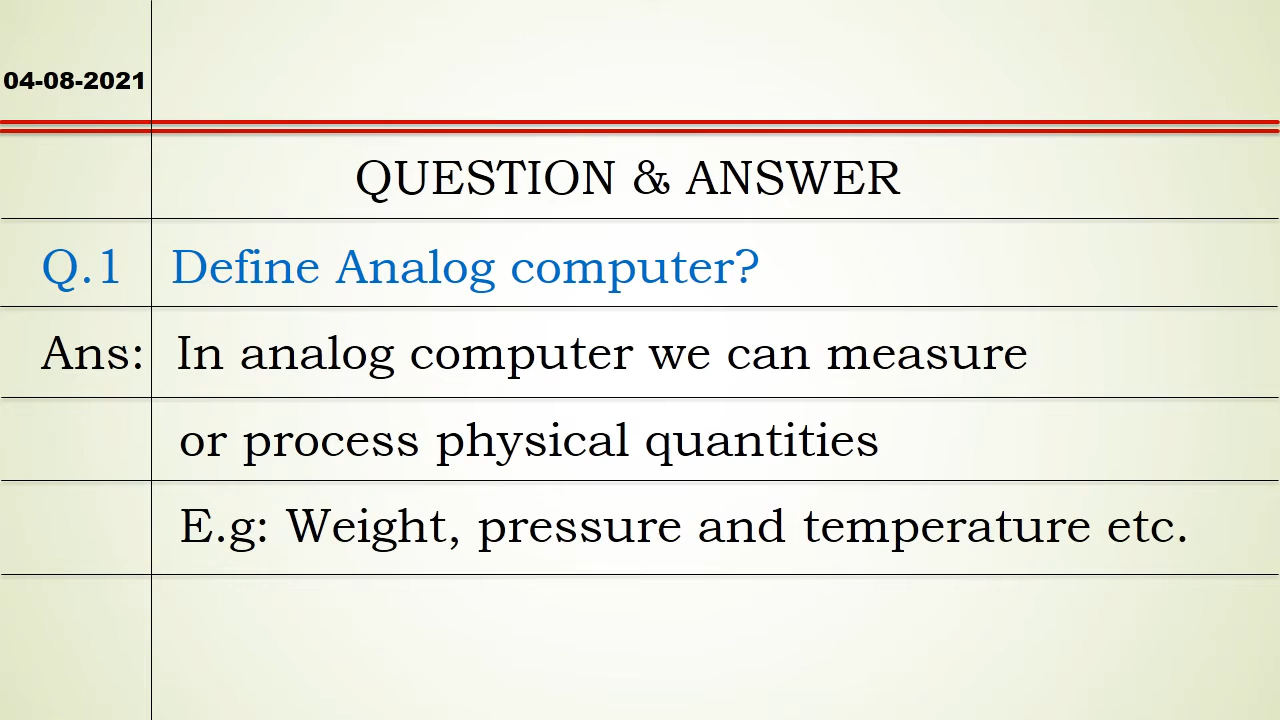 04-08-2021
QUESTION & ANSWER
Q.1 Define Analog computer?
Ans: In analog computer we can measure
or process physical quantities
E.g: Weight, pressure and temperature etc.